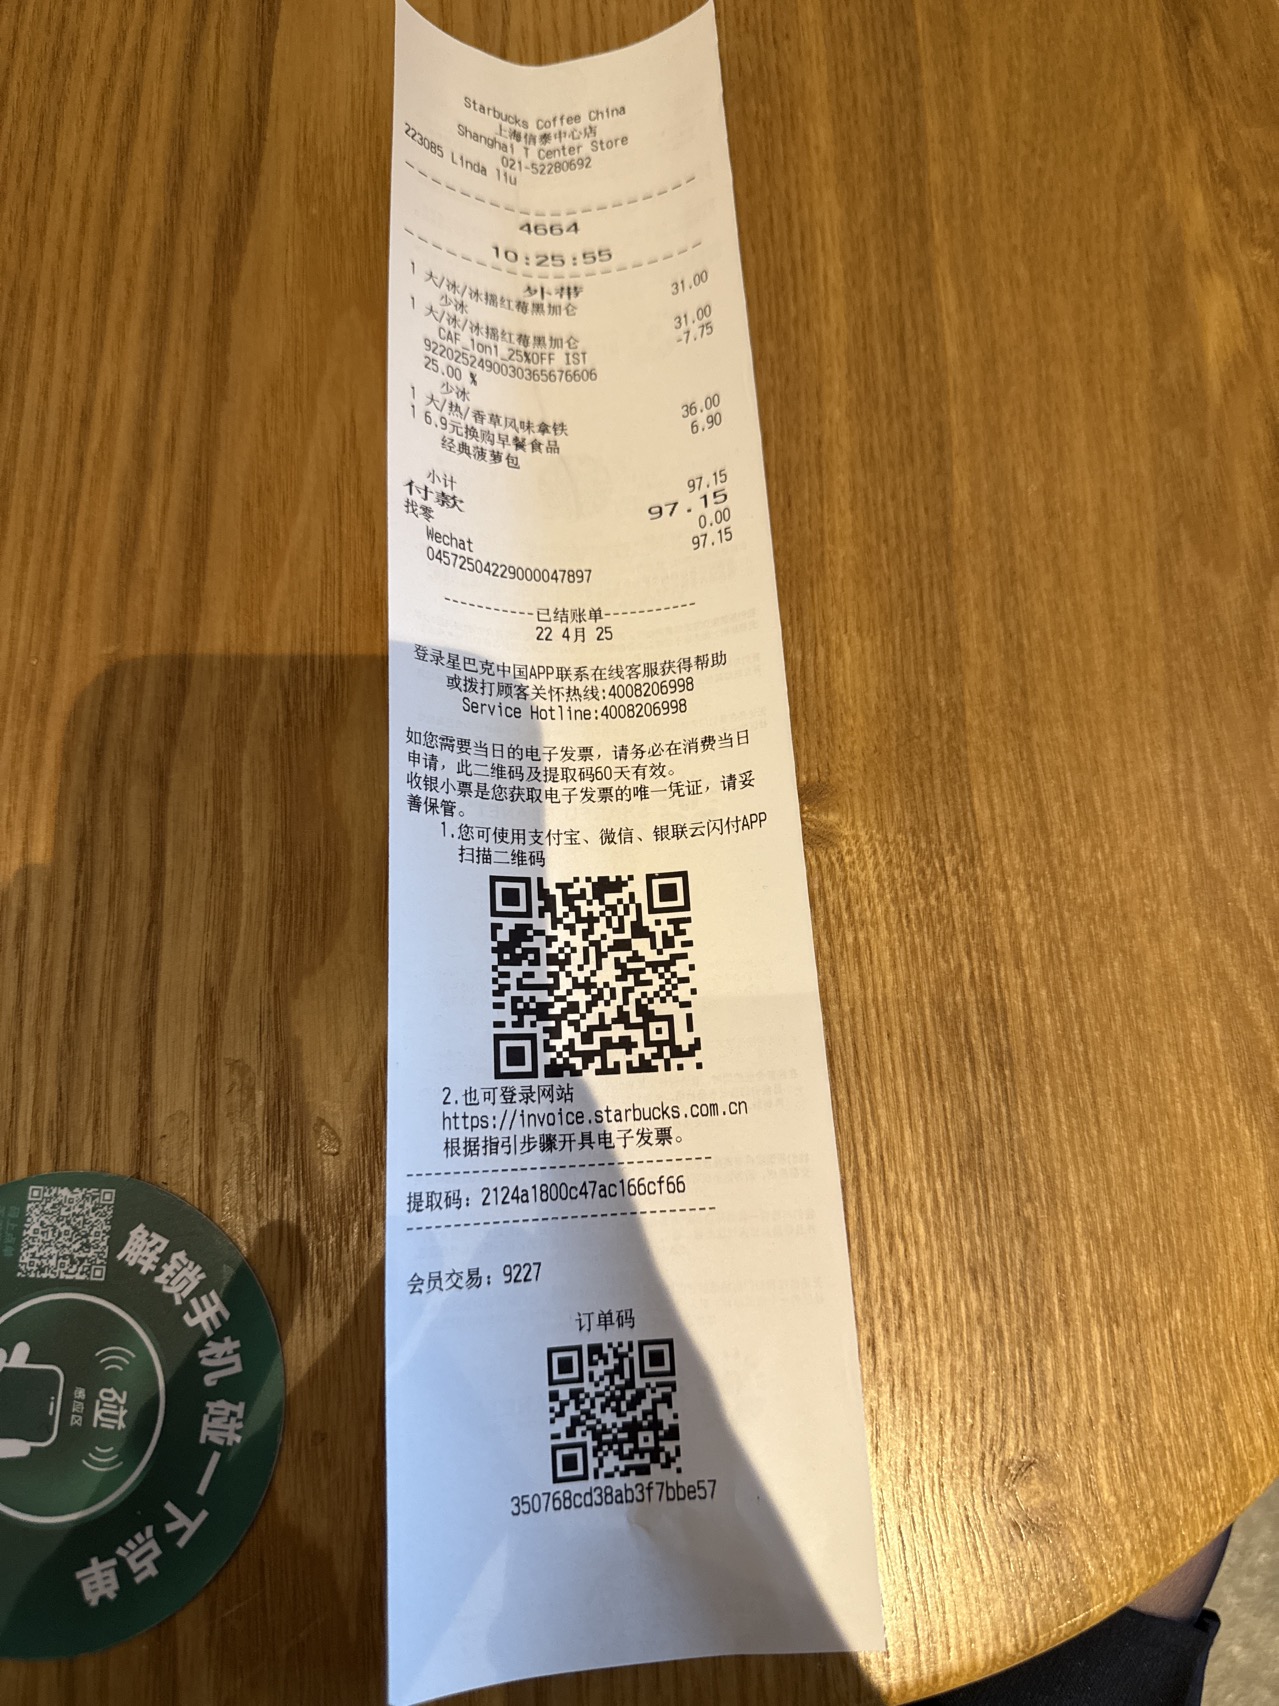 Starbucks Coffee China
上海信泰中心店
Shanghai T Center Store
021-52280692
223085 Linda liu
4664
10:25:55
外带
1 大/冰/冰摇红莓黑加仑 31.00
少冰
1 大/冰/冰摇红莓黑加仑 31.00
CAF_1on1_25%OFF IST -7.75
9220252490030365676606
25.00 %
少冰
1 大/热/香草风味拿铁 36.00
1 6.9元换购早餐食品 6.90
经典菠萝包
小计 97.15
付款 97.15
找零 0.00
Wechat 97.15
04572504229000047897
-----------已结账单-----------
22 4月 25
登录星巴克中国APP联系在线客服获得帮助
或拨打顾客关怀热线:4008206998
Service Hotline:4008206998
如您需要当日的电子发票，请务必在消费当日
申请，此二维码及提取码60天有效。
收银小票是您获取电子发票的唯一凭证，请妥
善保管。
1.您可使用支付宝、微信、银联云闪付APP
扫描二维码
2.也可登录网站
https://invoice.starbucks.com.cn
根据指引步骤开具电子发票。
提取码：2124a1800c47ac166cf66
会员交易：9227
订单码
350768cd38ab3f7bbe57
解锁手机 碰一下点单
碰
感应区